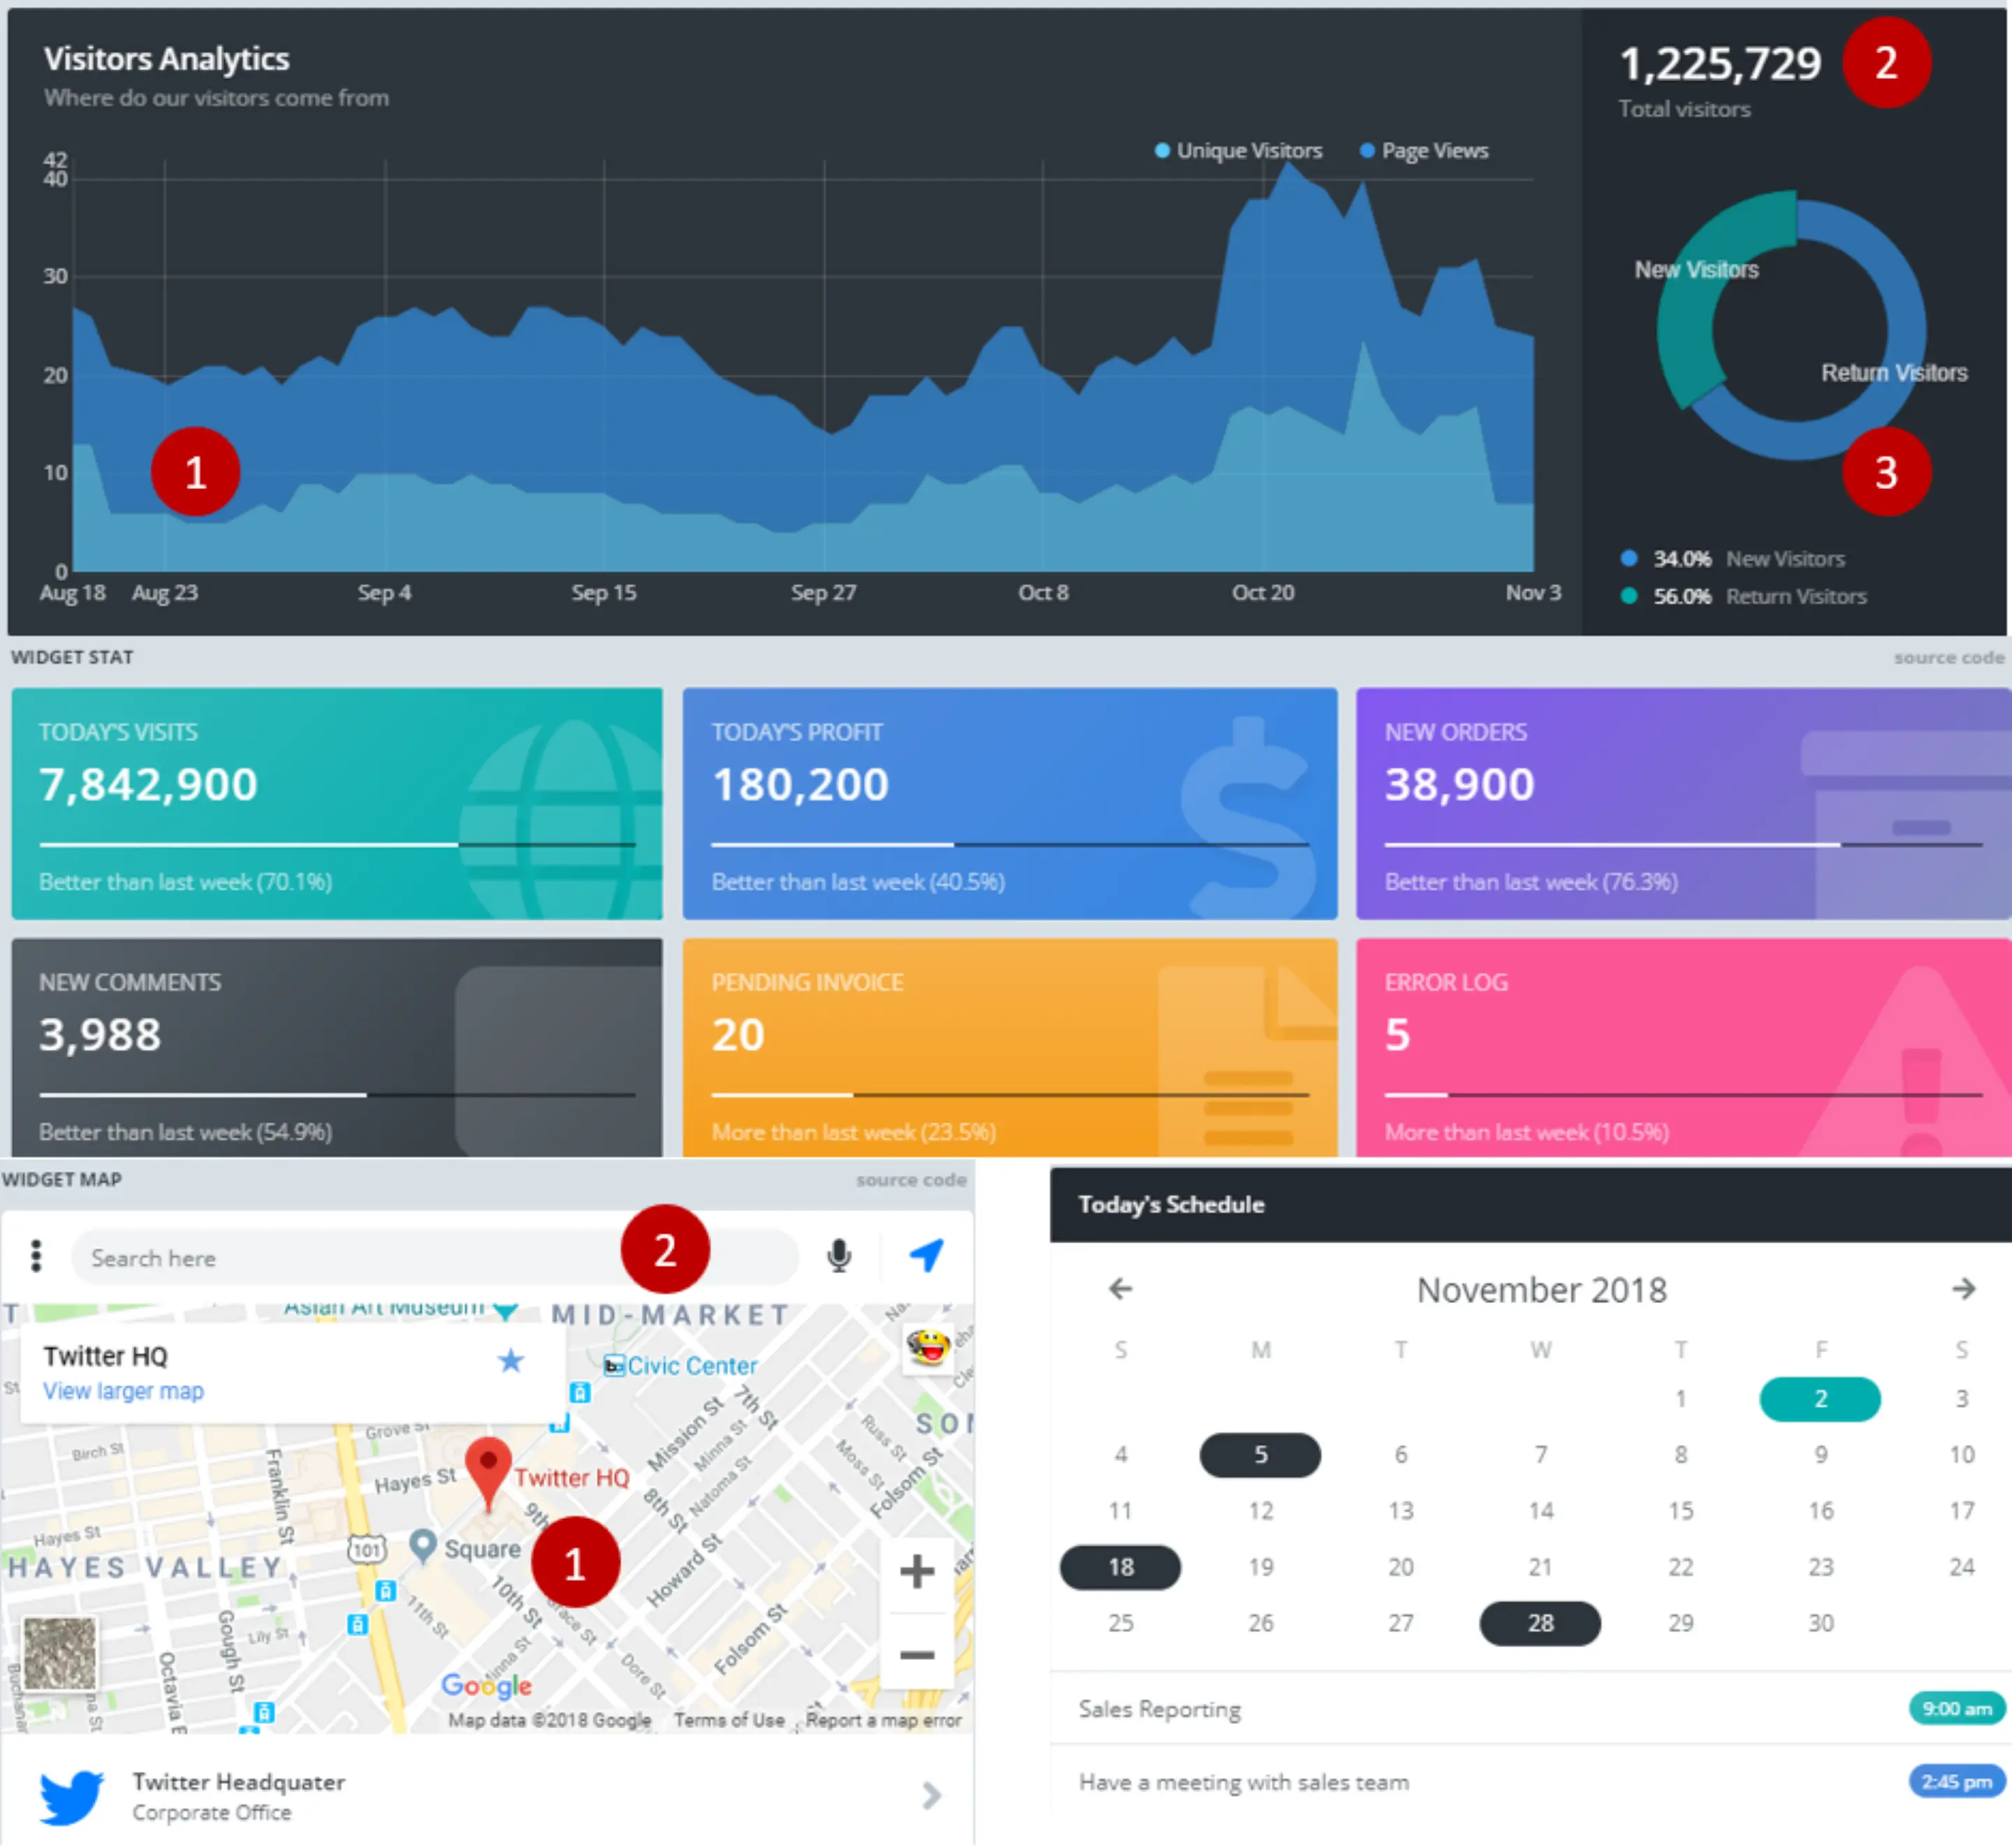 Visitors Analytics
Where do our visitors come from
Unique Visitors Page Views
42
40
30
20
10
0
Aug 18 Aug 23 Sep 4 Sep 15 Sep 27 Oct 8 Oct 20 Nov 3
1
1,225,729 2
Total visitors
New Visitors
Return Visitors
3
34.0% New Visitors
56.0% Return Visitors
WIDGET STAT source code
TODAY'S VISITS
7,842,900
Better than last week (70.1%)
TODAY'S PROFIT
180,200
Better than last week (40.5%)
NEW ORDERS
38,900
Better than last week (76.3%)
NEW COMMENTS
3,988
Better than last week (54.9%)
PENDING INVOICE
20
More than last week (23.5%)
ERROR LOG
5
More than last week (10.5%)
WIDGET MAP source code
Search here
2
Asian Art Museum
MID-MARKET
Twitter HQ
View larger map
Civic Center
7th St
Mission St
Minna St
Natoma St
Russ St
Moss St
Folsom St
Grove St
Birch St
Franklin St
Hayes St
Twitter HQ
8th St
9th
Hayes St
101
Square
1
Howard St
HAYES VALLEY
10th St
11th St
Gough St
Lily St
Folsom St
Dore St
Minna St
Google
Map data ©2018 Google Terms of Use Report a map error
Twitter Headquater
Corporate Office
Today's Schedule
November 2018
S M T W T F S
1 2 3
4 5 6 7 8 9 10
11 12 13 14 15 16 17
18 19 20 21 22 23 24
25 26 27 28 29 30
Sales Reporting 9:00 am
Have a meeting with sales team 2:45 pm